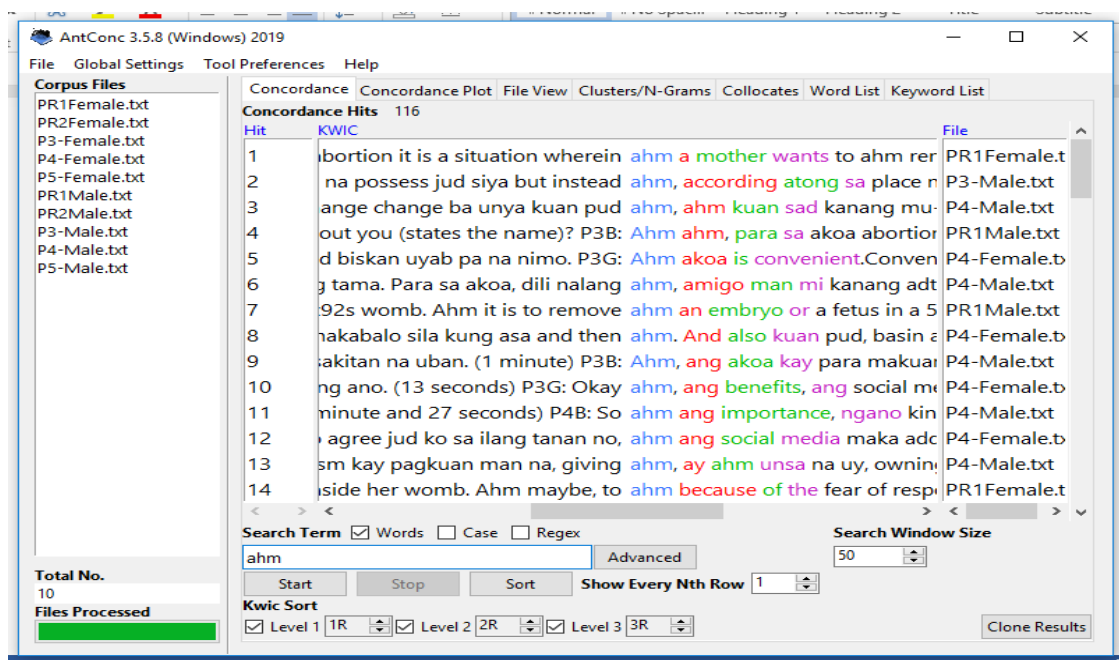 AntConc 3.5.8 (Windows) 2019
File Global Settings Tool Preferences Help
Corpus Files
PR1Female.txt
PR2Female.txt
P3-Female.txt
P4-Female.txt
P5-Female.txt
PR1Male.txt
PR2Male.txt
P3-Male.txt
P4-Male.txt
P5-Male.txt
Total No.
10
Files Processed
Concordance Concordance Plot File View Clusters/N-Grams Collocates Word List Keyword List
Concordance Hits 116
Hit KWIC File
1 bortion it is a situation wherein ahm a mother wants to ahm rer PR1Female.t
2 na possess jud siya but instead ahm, according atong sa place n P3-Male.txt
3 ange change ba unya kuan pud ahm, ahm kuan sad kanang mu- P4-Male.txt
4 out you (states the name)? P3B: Ahm ahm, para sa akoa abortion PR1Male.txt
5 d biskan uyab pa na nimo. P3G: Ahm akoa is convenient.Conven P4-Female.t
6 g tama. Para sa akoa, dili nalang ahm, amigo man mi kanang adt P4-Male.txt
7 92s womb. Ahm it is to remove ahm an embryo or a fetus in a 5 PR1Male.txt
8 nakabalo sila kung asa and then ahm. And also kuan pud, basin a P4-Female.t
9 sakitan na uban. (1 minute) P3B: Ahm, ang akoa kay para makuar P4-Male.txt
10 ng ano. (13 seconds) P3G: Okay ahm, ang benefits, ang social me P4-Female.t
11 minute and 27 seconds) P4B: So ahm ang importance, ngano kin P4-Male.txt
12 agree jud ko sa ilang tanan no, ahm ang social media maka add P4-Female.t
13 sm kay pagkuan man na, giving ahm, ay ahm unsa na uy, owning P4-Male.txt
14 nside her womb. Ahm maybe, to ahm because of the fear of resp PR1Female.t
Search Term Words Case Regex Search Window Size
ahm Advanced 50
Start Stop Sort Show Every Nth Row 1
Kwic Sort
Level 1 1R Level 2 2R Level 3 3R Clone Results